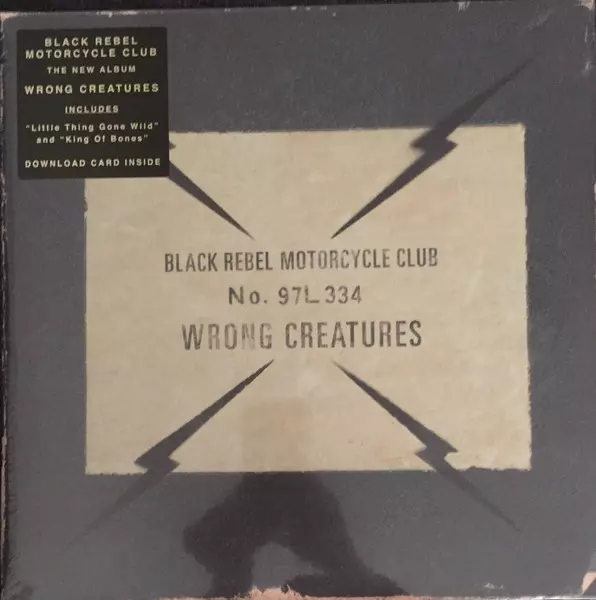 BLACK REBEL
MOTORCYCLE CLUB
THE NEW ALBUM
WRONG CREATURES
INCLUDES
"Little Thing Gone Wild"
and "King Of Bones"
DOWNLOAD CARD INSIDE
BLACK REBEL MOTORCYCLE CLUB
No. 97L 334
WRONG CREATURES